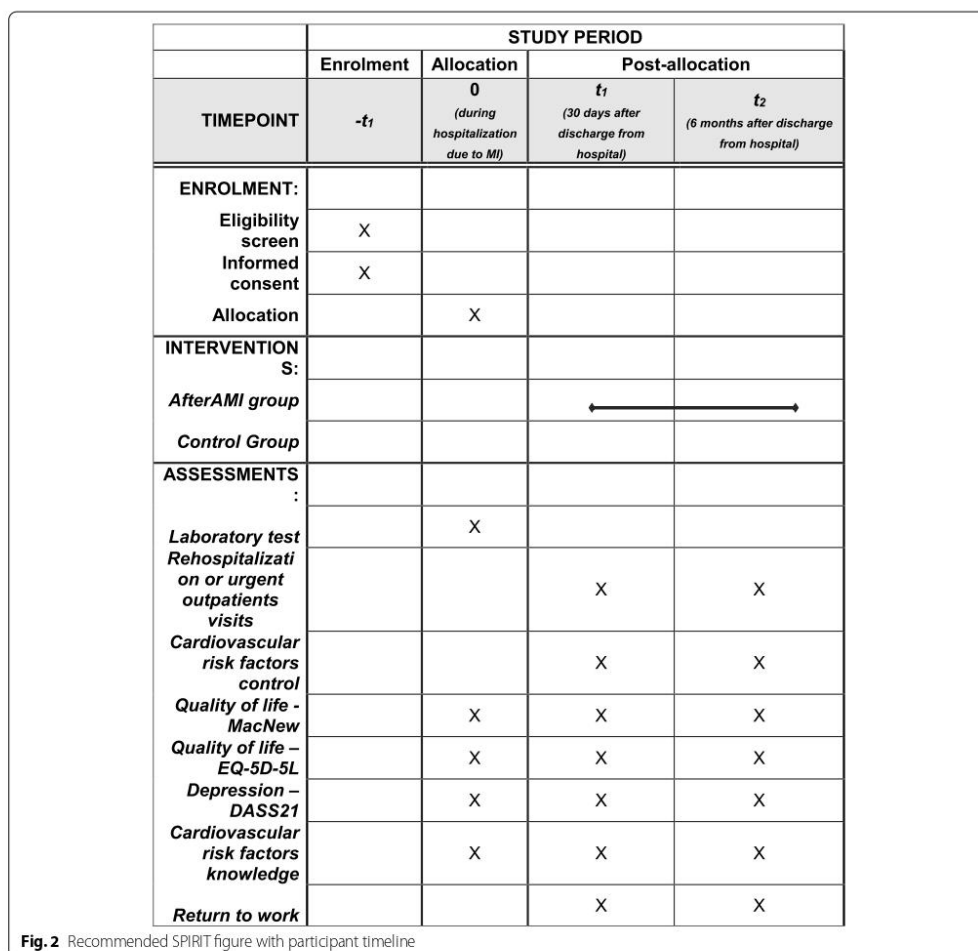 STUDY PERIOD
Enrolment Allocation Post-allocation
TIMEPOINT -t1 0 (during hospitalization due to MI) t1 (30 days after discharge from hospital) t2 (6 months after discharge from hospital)
ENROLMENT:
Eligibility
screen X
Informed
consent X
Allocation X
INTERVENTION
S:
AfterAMI group
Control Group
ASSESSMENTS
:
Laboratory test X
Rehospitalizati
on or urgent
outpatients
visits X X
Cardiovascular
risk factors
control X X
Quality of life -
MacNew X X X
Quality of life –
EQ-5D-5L X X X
Depression –
DASS21 X X X
Cardiovascular
risk factors
knowledge X X X
Return to work X X
Fig. 2 Recommended SPIRIT figure with participant timeline